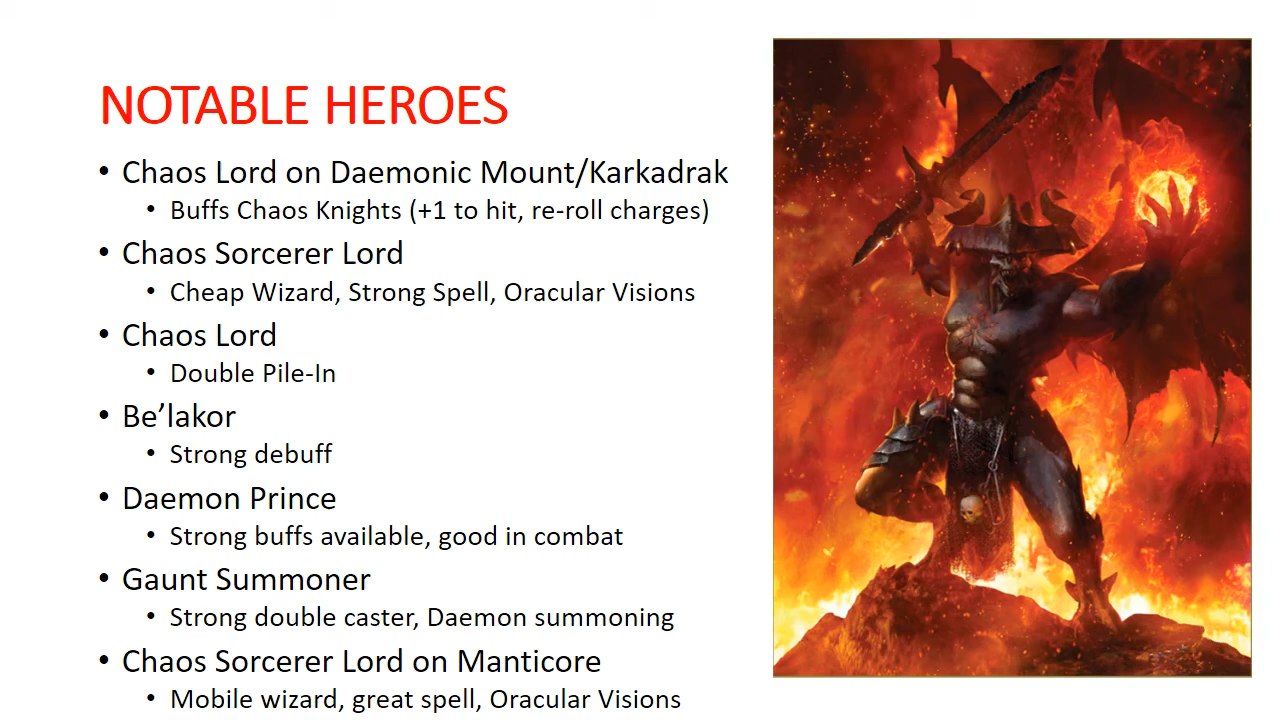 NOTABLE HEROES
• Chaos Lord on Daemonic Mount/Karkadrak
• Buffs Chaos Knights (+1 to hit, re-roll charges)
• Chaos Sorcerer Lord
• Cheap Wizard, Strong Spell, Oracular Visions
• Chaos Lord
• Double Pile-In
• Be’lakor
• Strong debuff
• Daemon Prince
• Strong buffs available, good in combat
• Gaunt Summoner
• Strong double caster, Daemon summoning
• Chaos Sorcerer Lord on Manticore
• Mobile wizard, great spell, Oracular Visions